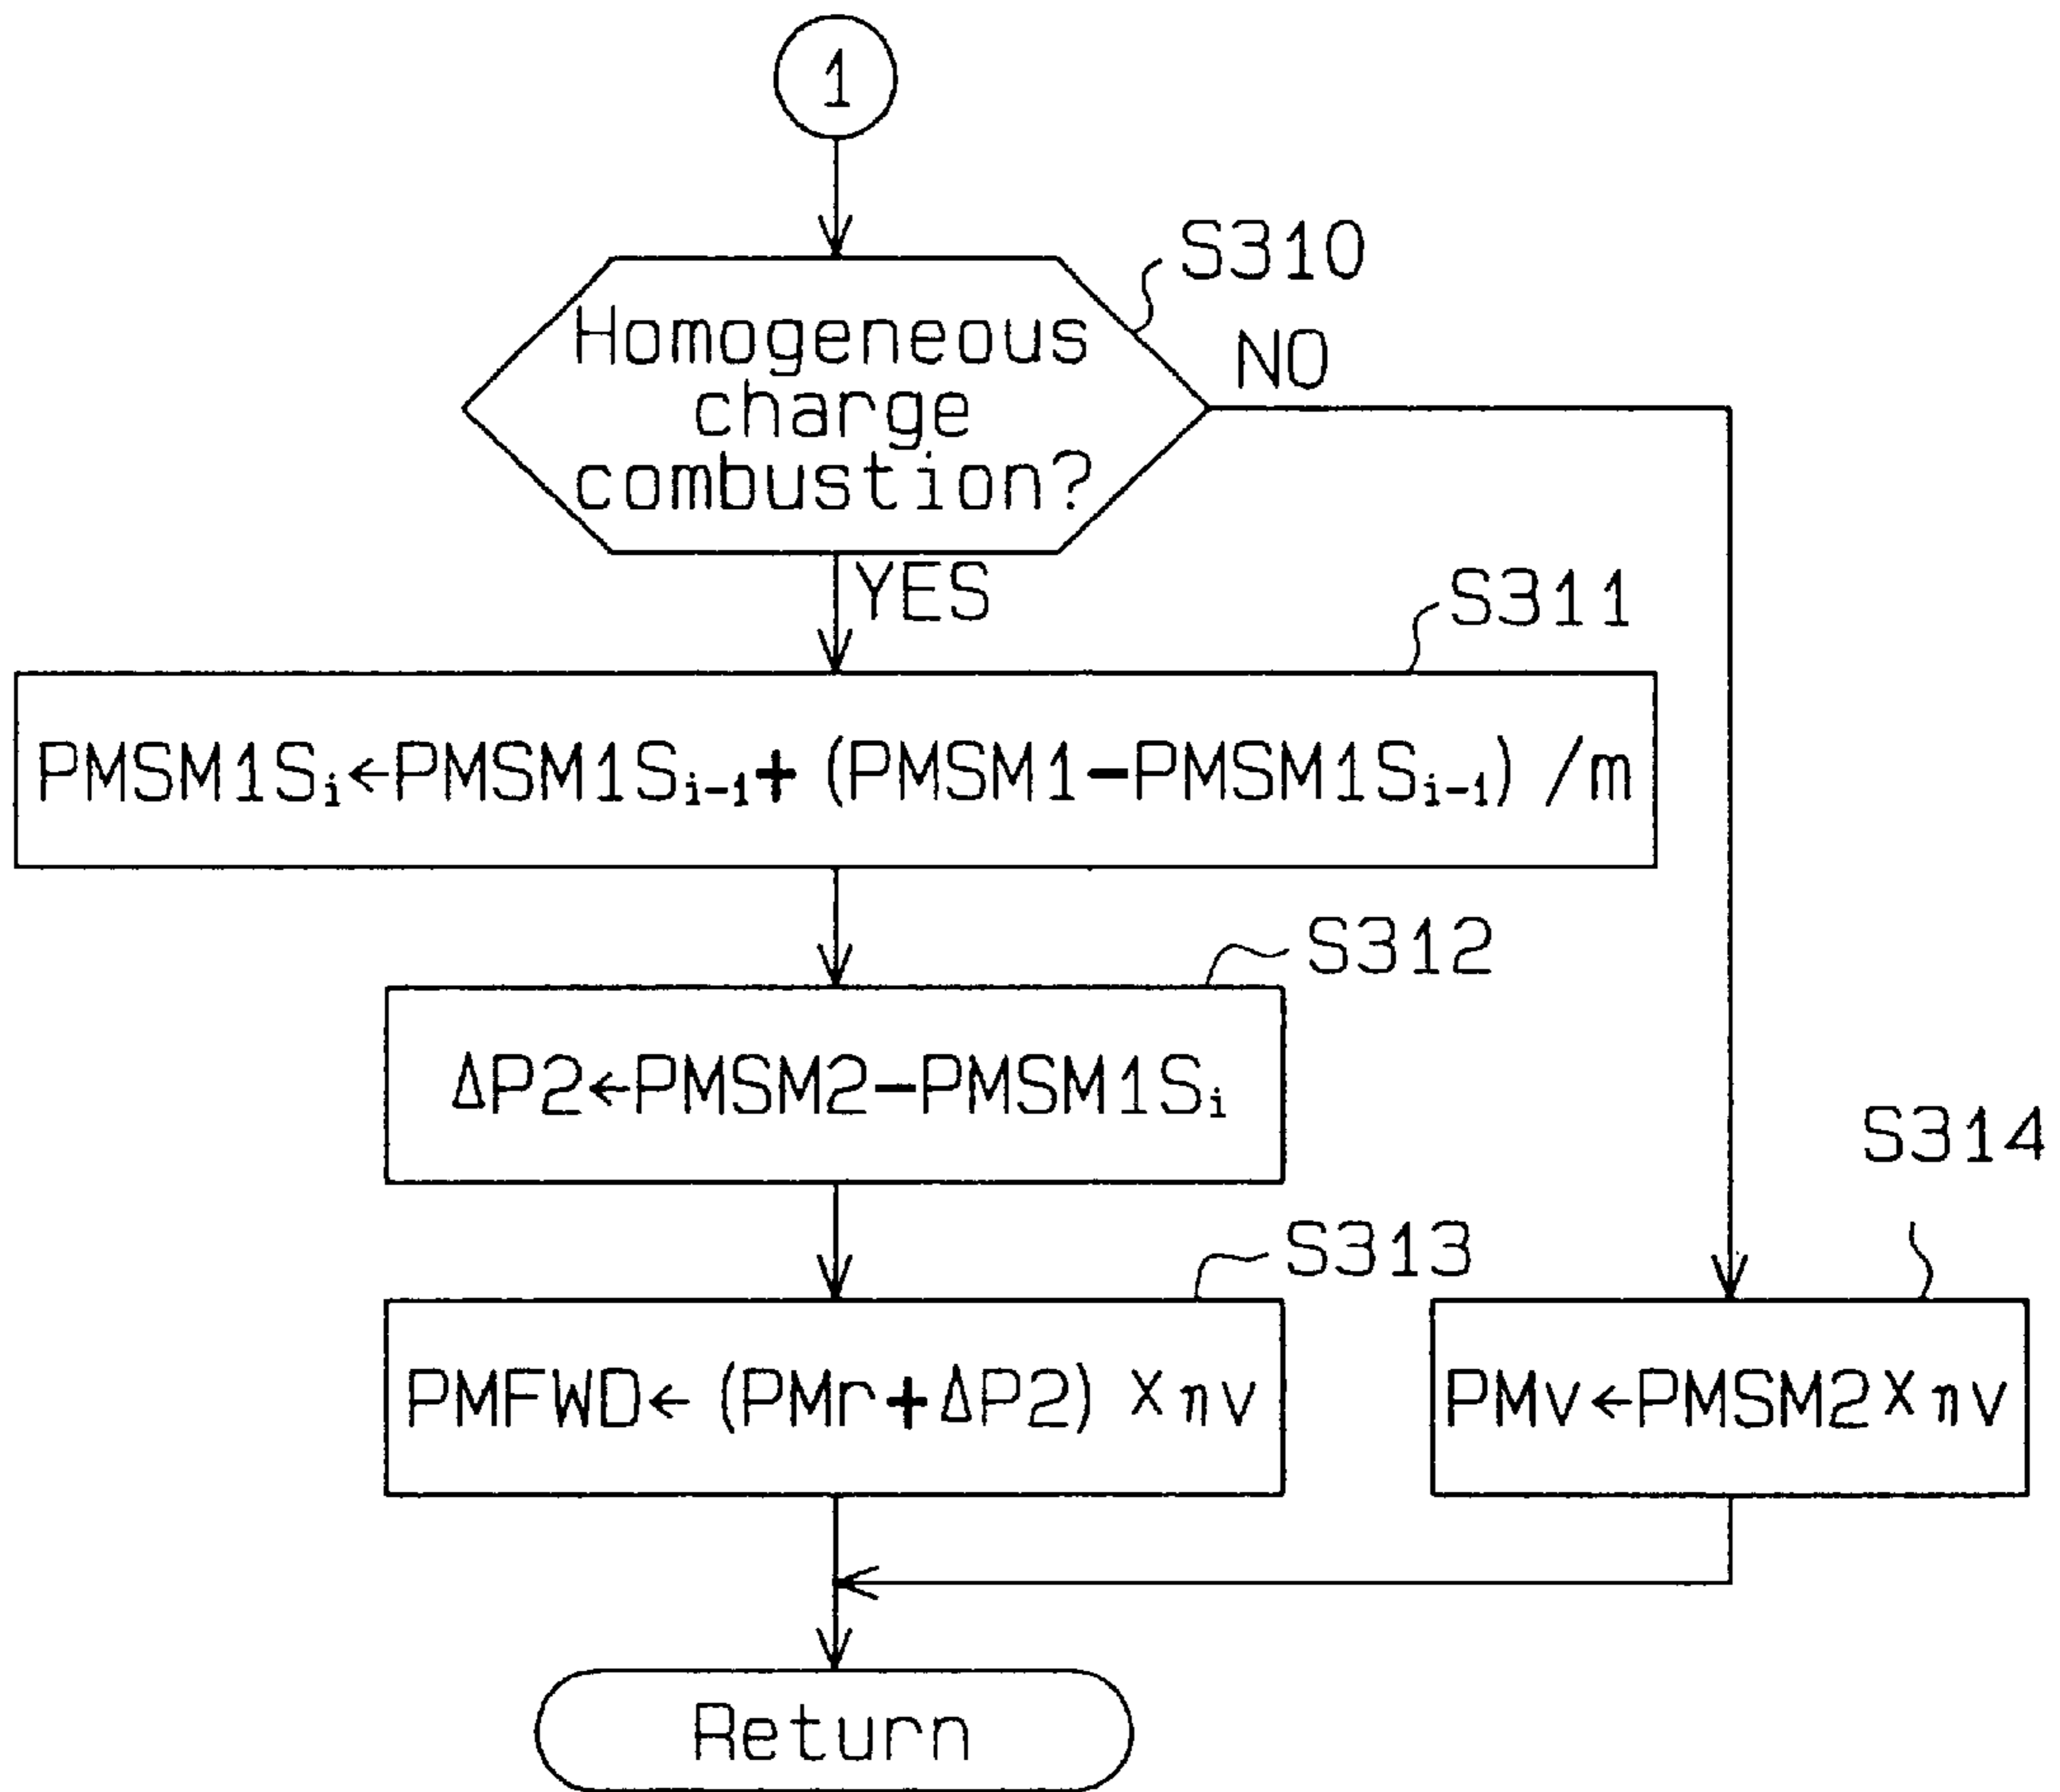 1
S310
Homogeneous
charge
combustion?
NO
YES
S311
PMSM1Sᵢ←PMSM1Sᵢ₋₁+(PMSM1−PMSM1Sᵢ₋₁)/m
S312
ΔP2←PMSM2−PMSM1Sᵢ
S314
S313
PMFWD←(PMr+ΔP2)×ηv
PMv←PMSM2×ηv
Return